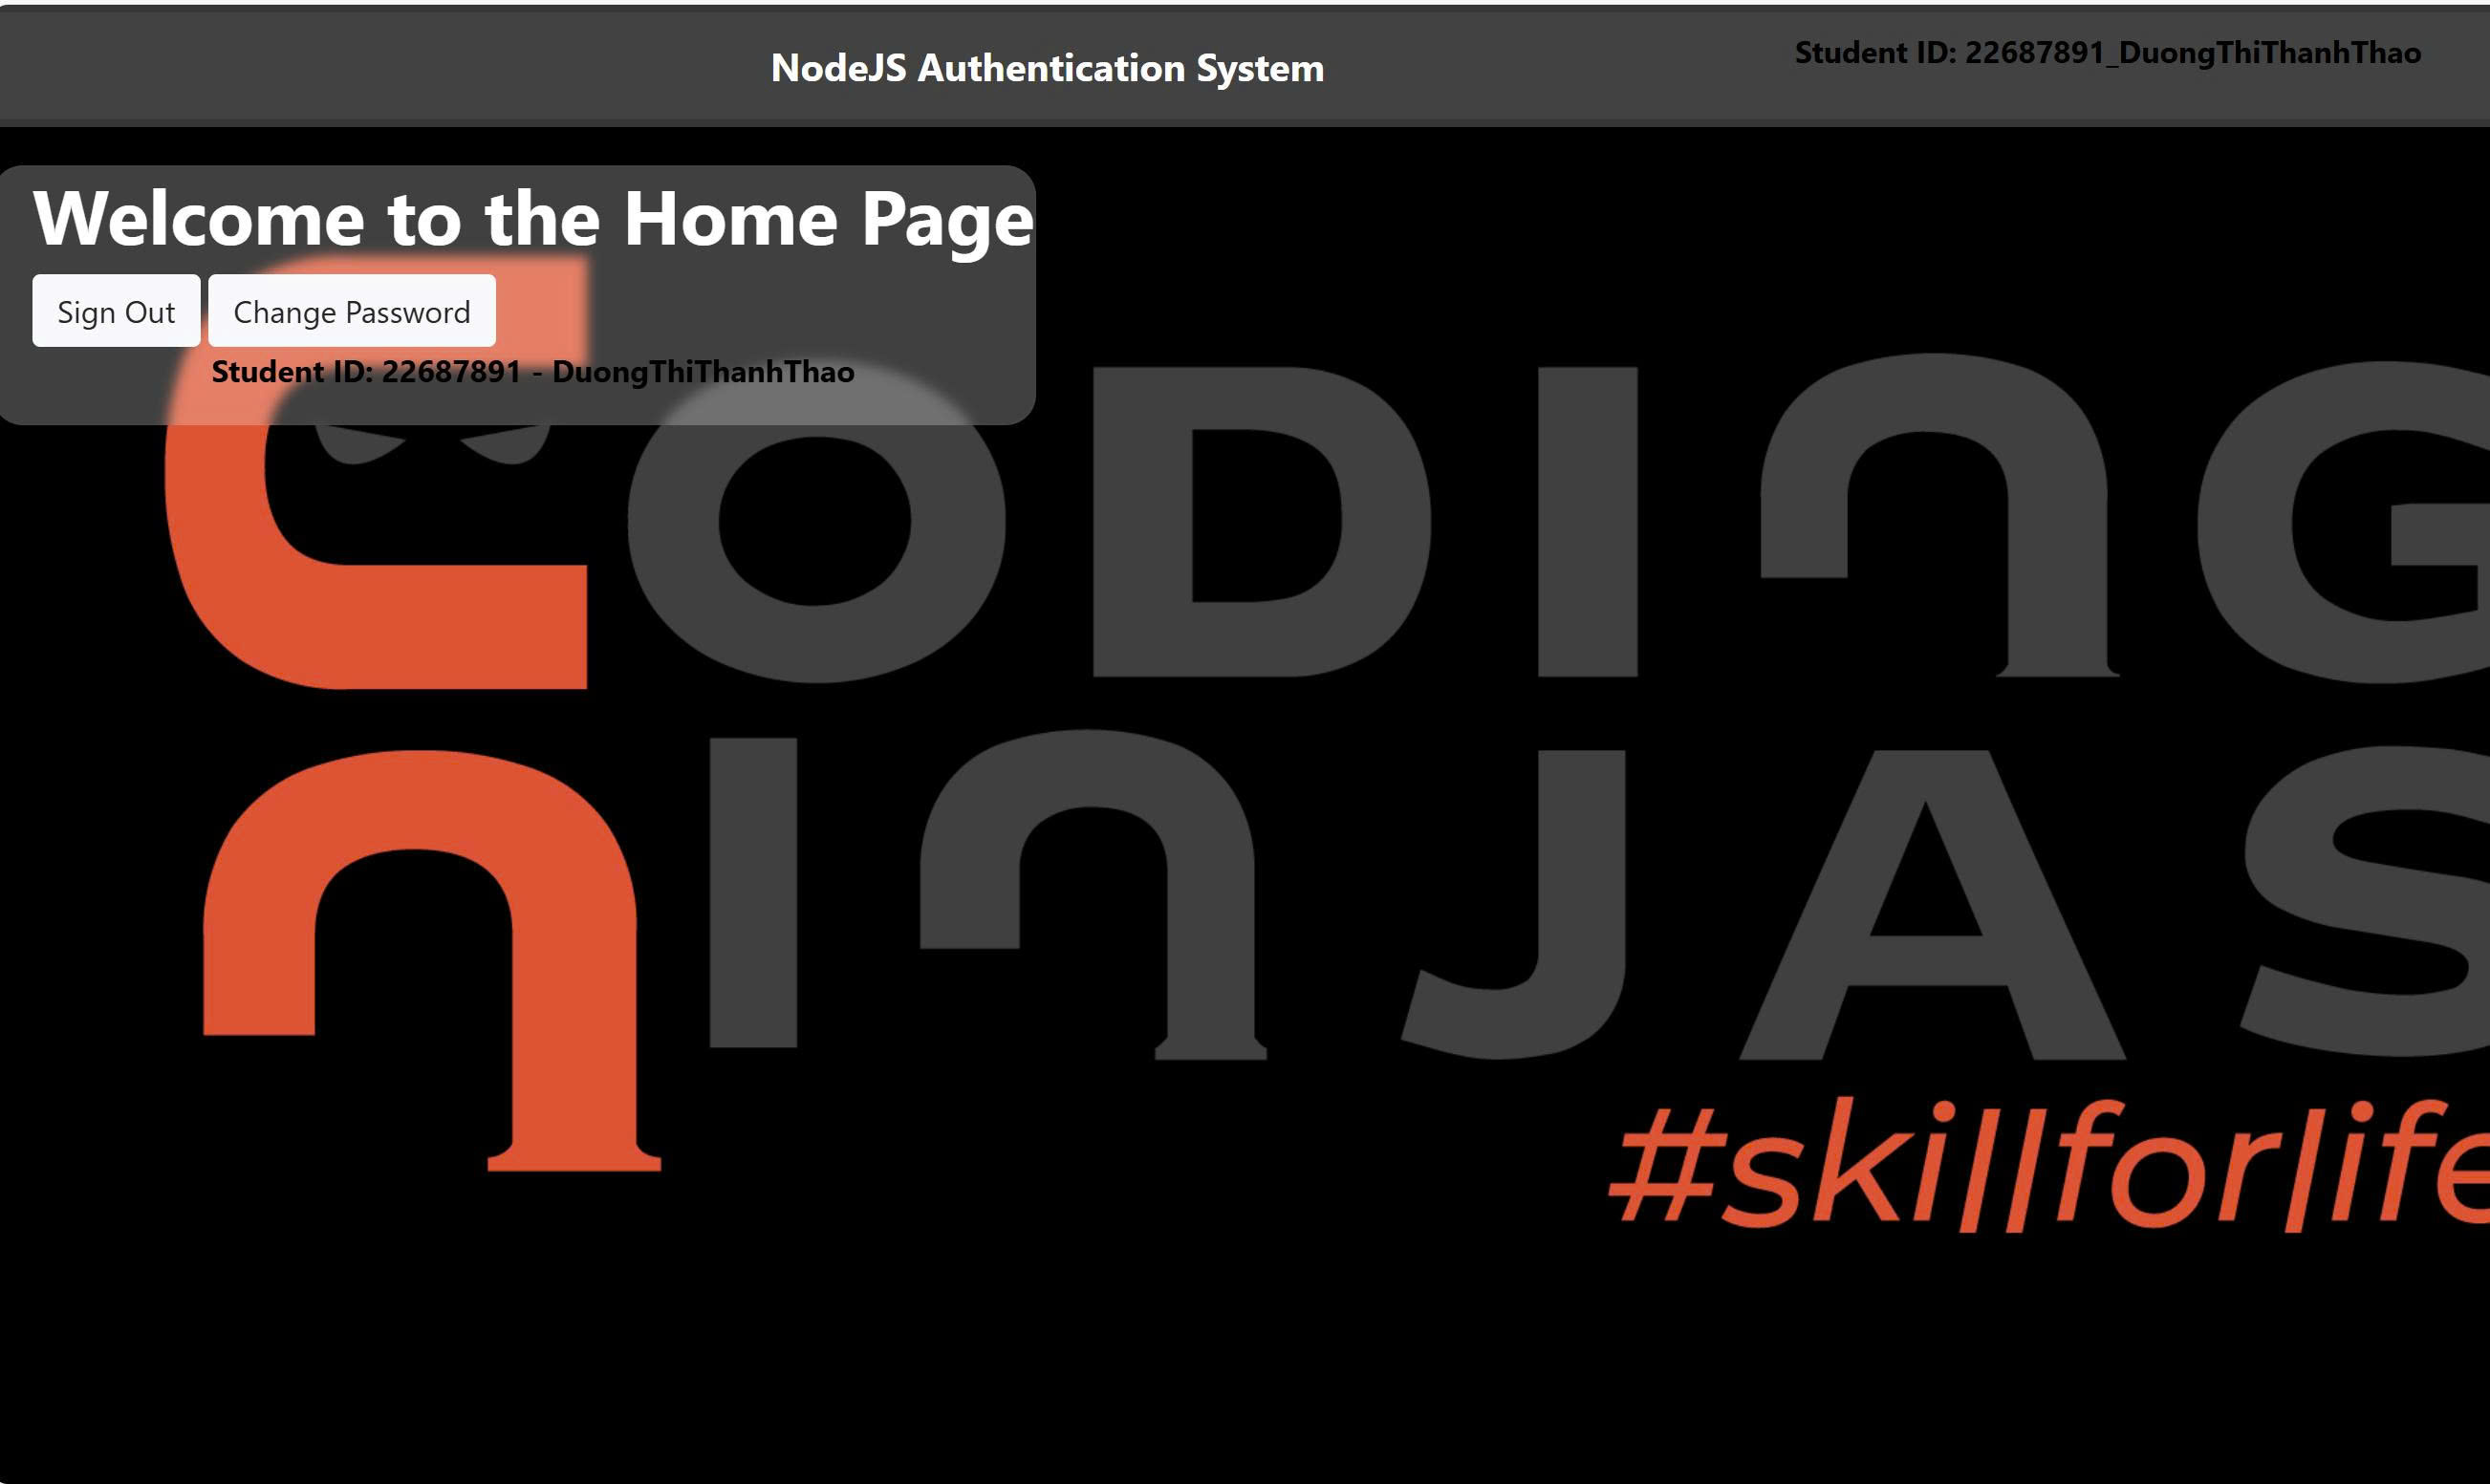 NodeJS Authentication System
Student ID: 22687891_DuongThiThanhThao
Welcome to the Home Page
Sign Out
Change Password
Student ID: 22687891 - DuongThiThanhThao
CODING
NINJAS
#skillforlife